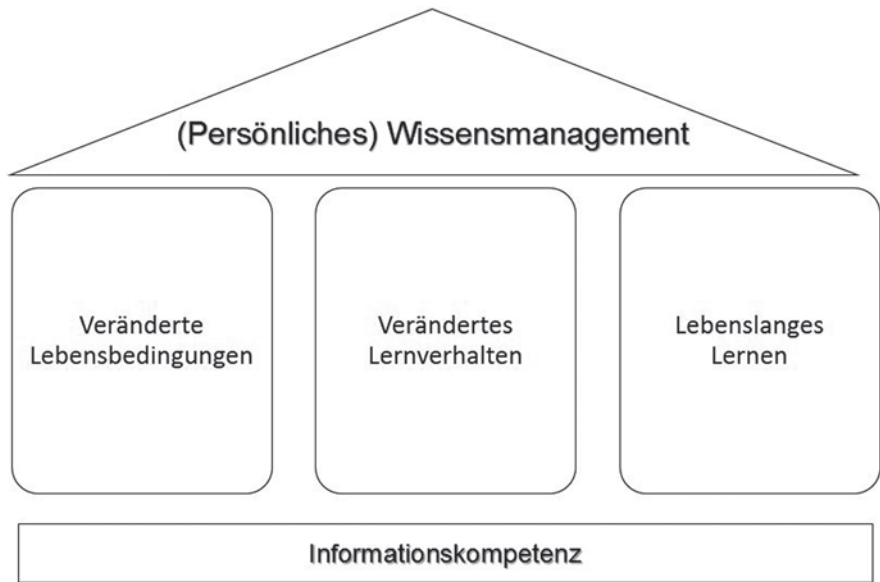 (Persönliches) Wissensmanagement
Veränderte
Lebensbedingungen
Verändertes
Lernverhalten
Lebenslanges
Lernen
Informationskompetenz